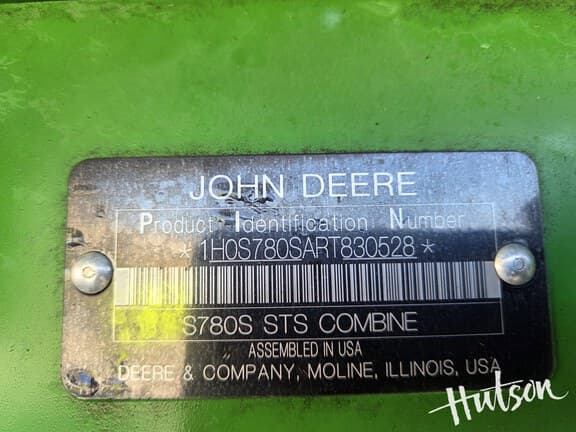 JOHN DEERE
Product Identification Number
* 1H0S780SART830528 *
S780S STS COMBINE
ASSEMBLED IN USA
DEERE & COMPANY, MOLINE, ILLINOIS, USA
Hutson